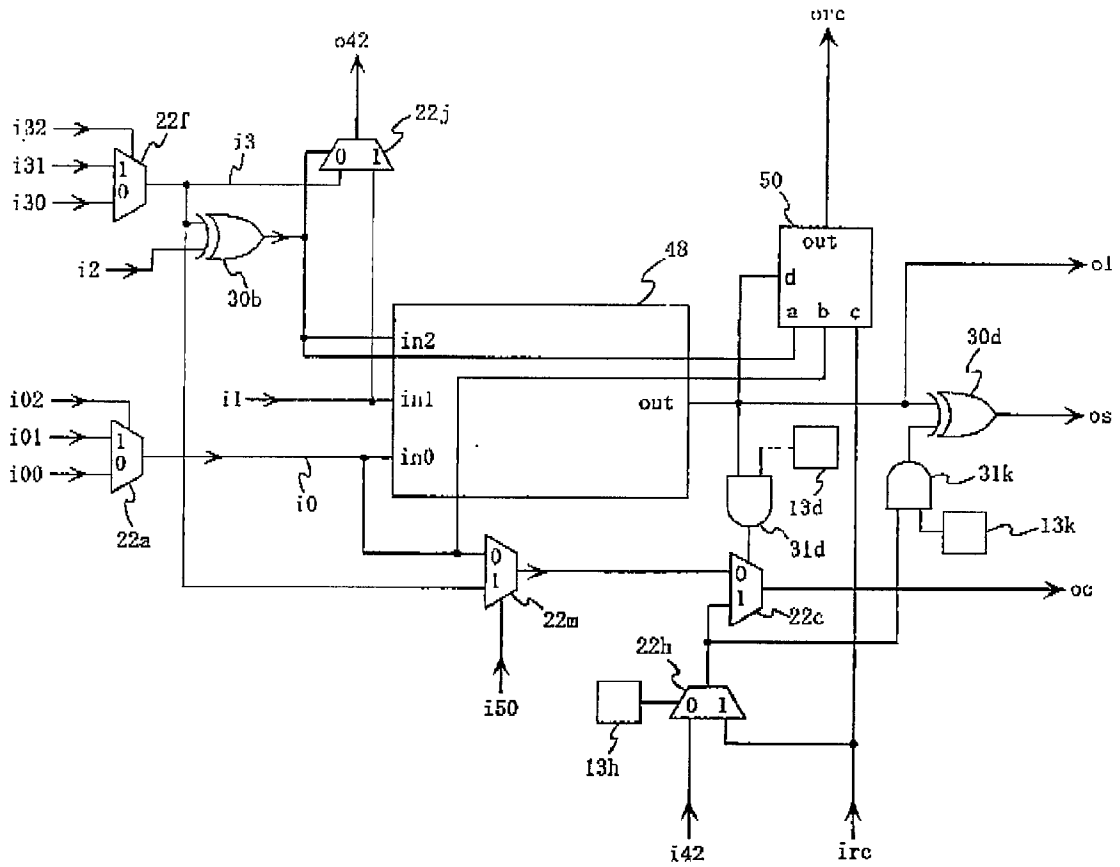 orc
o42
22j
i32
22f
i3
i31
1
0
i30
0 1
50
out
i2
30b
48
d
o1
a b c
in2
30d
i02
i1
in1
out
os
i01
1
0
in0
i00
i0
13d
31k
22a
31d
13k
0
1
22m
0
1
22c
oc
22h
i50
0 1
13h
i42
irc